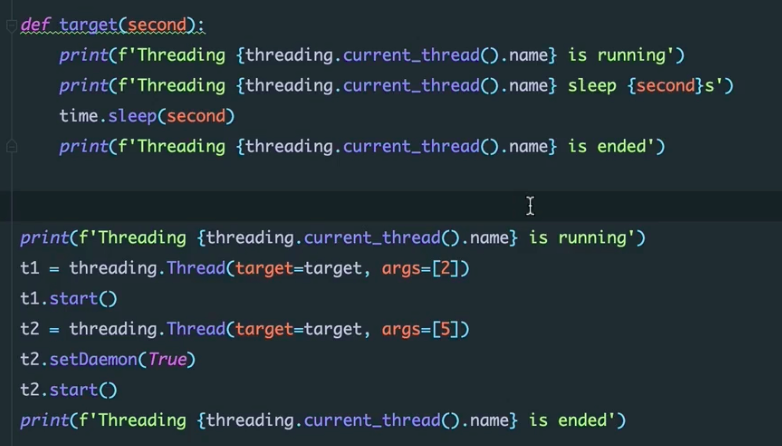 def target(second):
    print(f'Threading {threading.current_thread().name} is running')
    print(f'Threading {threading.current_thread().name} sleep {second}s')
    time.sleep(second)
    print(f'Threading {threading.current_thread().name} is ended')
print(f'Threading {threading.current_thread().name} is running')
t1 = threading.Thread(target=target, args=[2])
t1.start()
t2 = threading.Thread(target=target, args=[5])
t2.setDaemon(True)
t2.start()
print(f'Threading {threading.current_thread().name} is ended')